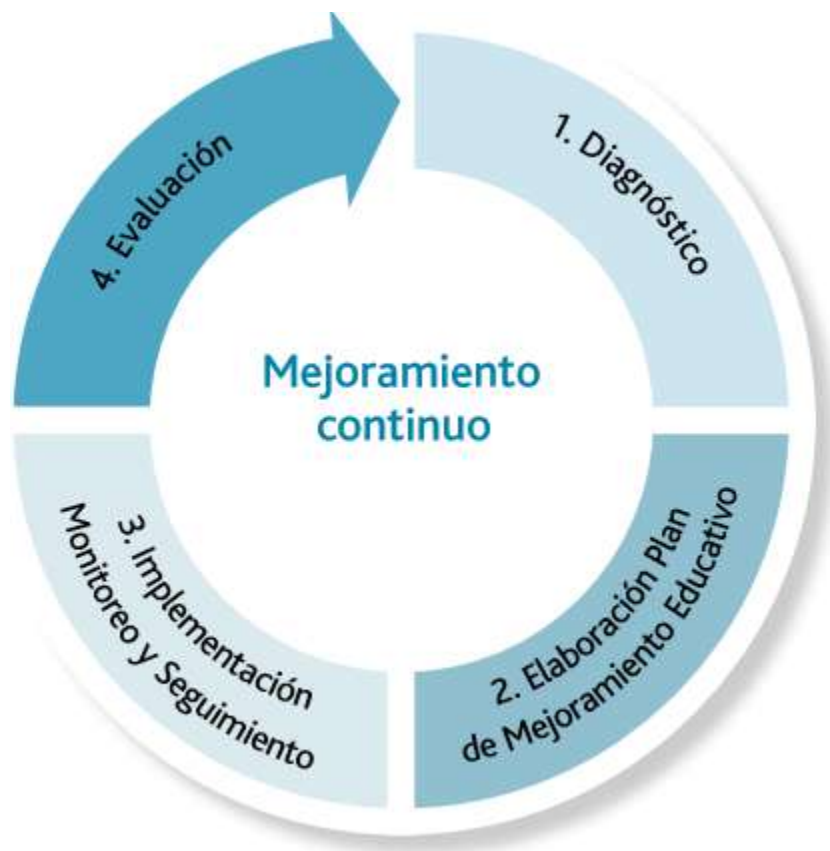 1. Diagnóstico
2. Elaboración Plan
de Mejoramiento Educativo
3. Implementación
Monitoreo y Seguimiento
4. Evaluación
Mejoramiento
continuo